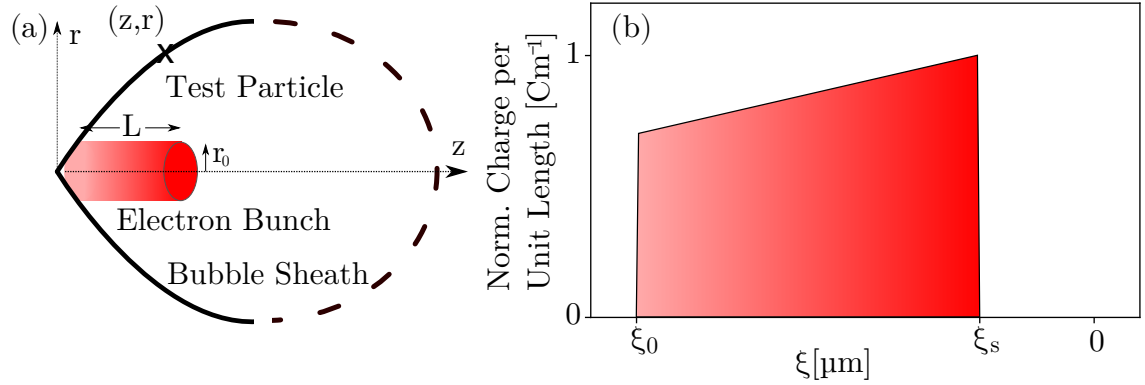 (a)
r
(z,r)
x
Test Particle
L
r₀
z
Electron Bunch
Bubble Sheath
(b)
Norm. Charge per
Unit Length [Cm⁻¹]
1
0
ξ₀
ξₛ
0
ξ[µm]